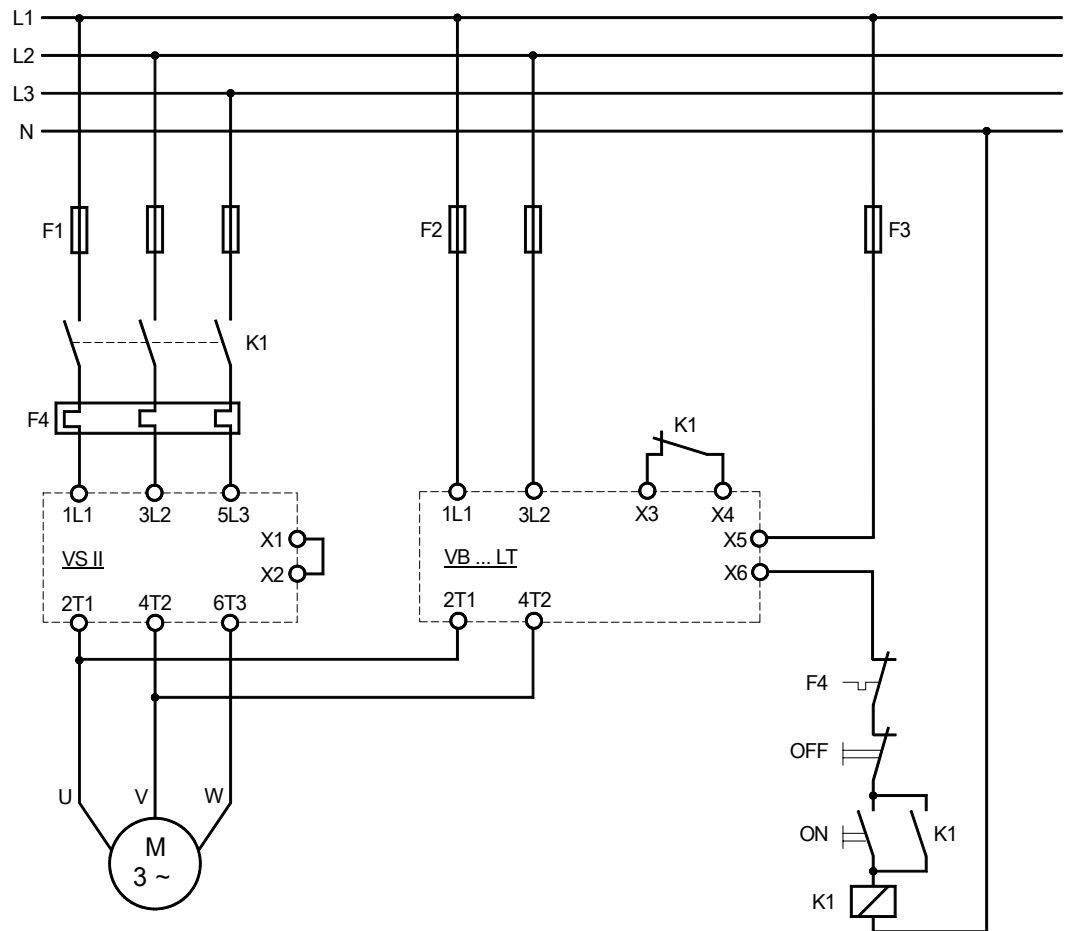 L1
L2
L3
N
F1
F2
F3
K1
F4
K1
1L1 3L2 5L3
1L1 3L2 X3 X4
X1
X5
VS II
VB ... LT
X2
X6
2T1 4T2 6T3
2T1 4T2
F4
OFF
U V W
ON
K1
M
3 ~
K1